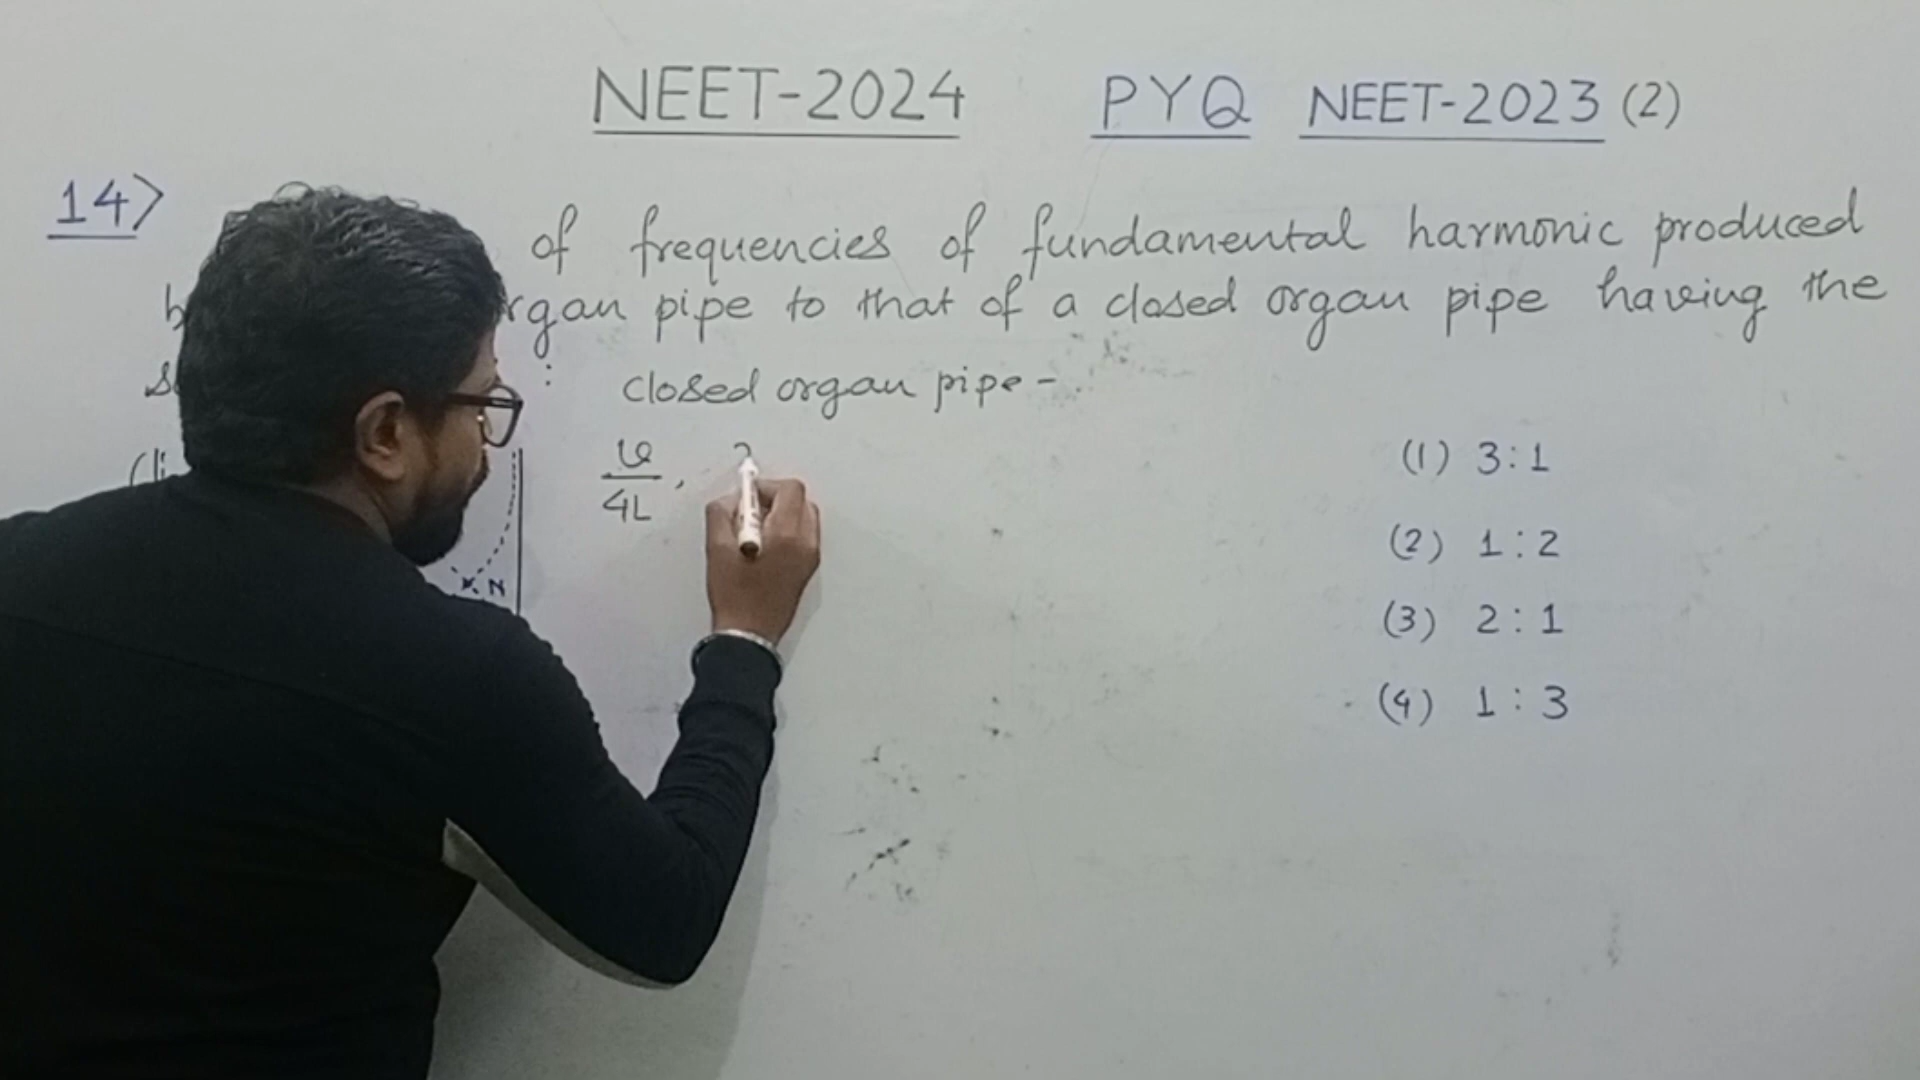 NEET-2024 PYQ NEET-2023 (2)
14>
of frequencies of fundamental harmonic produced
rgan pipe to that of a closed organ pipe having the
: closed organ pipe -
v/4L ,
N
(1) 3:1
(2) 1:2
(3) 2:1
(4) 1:3